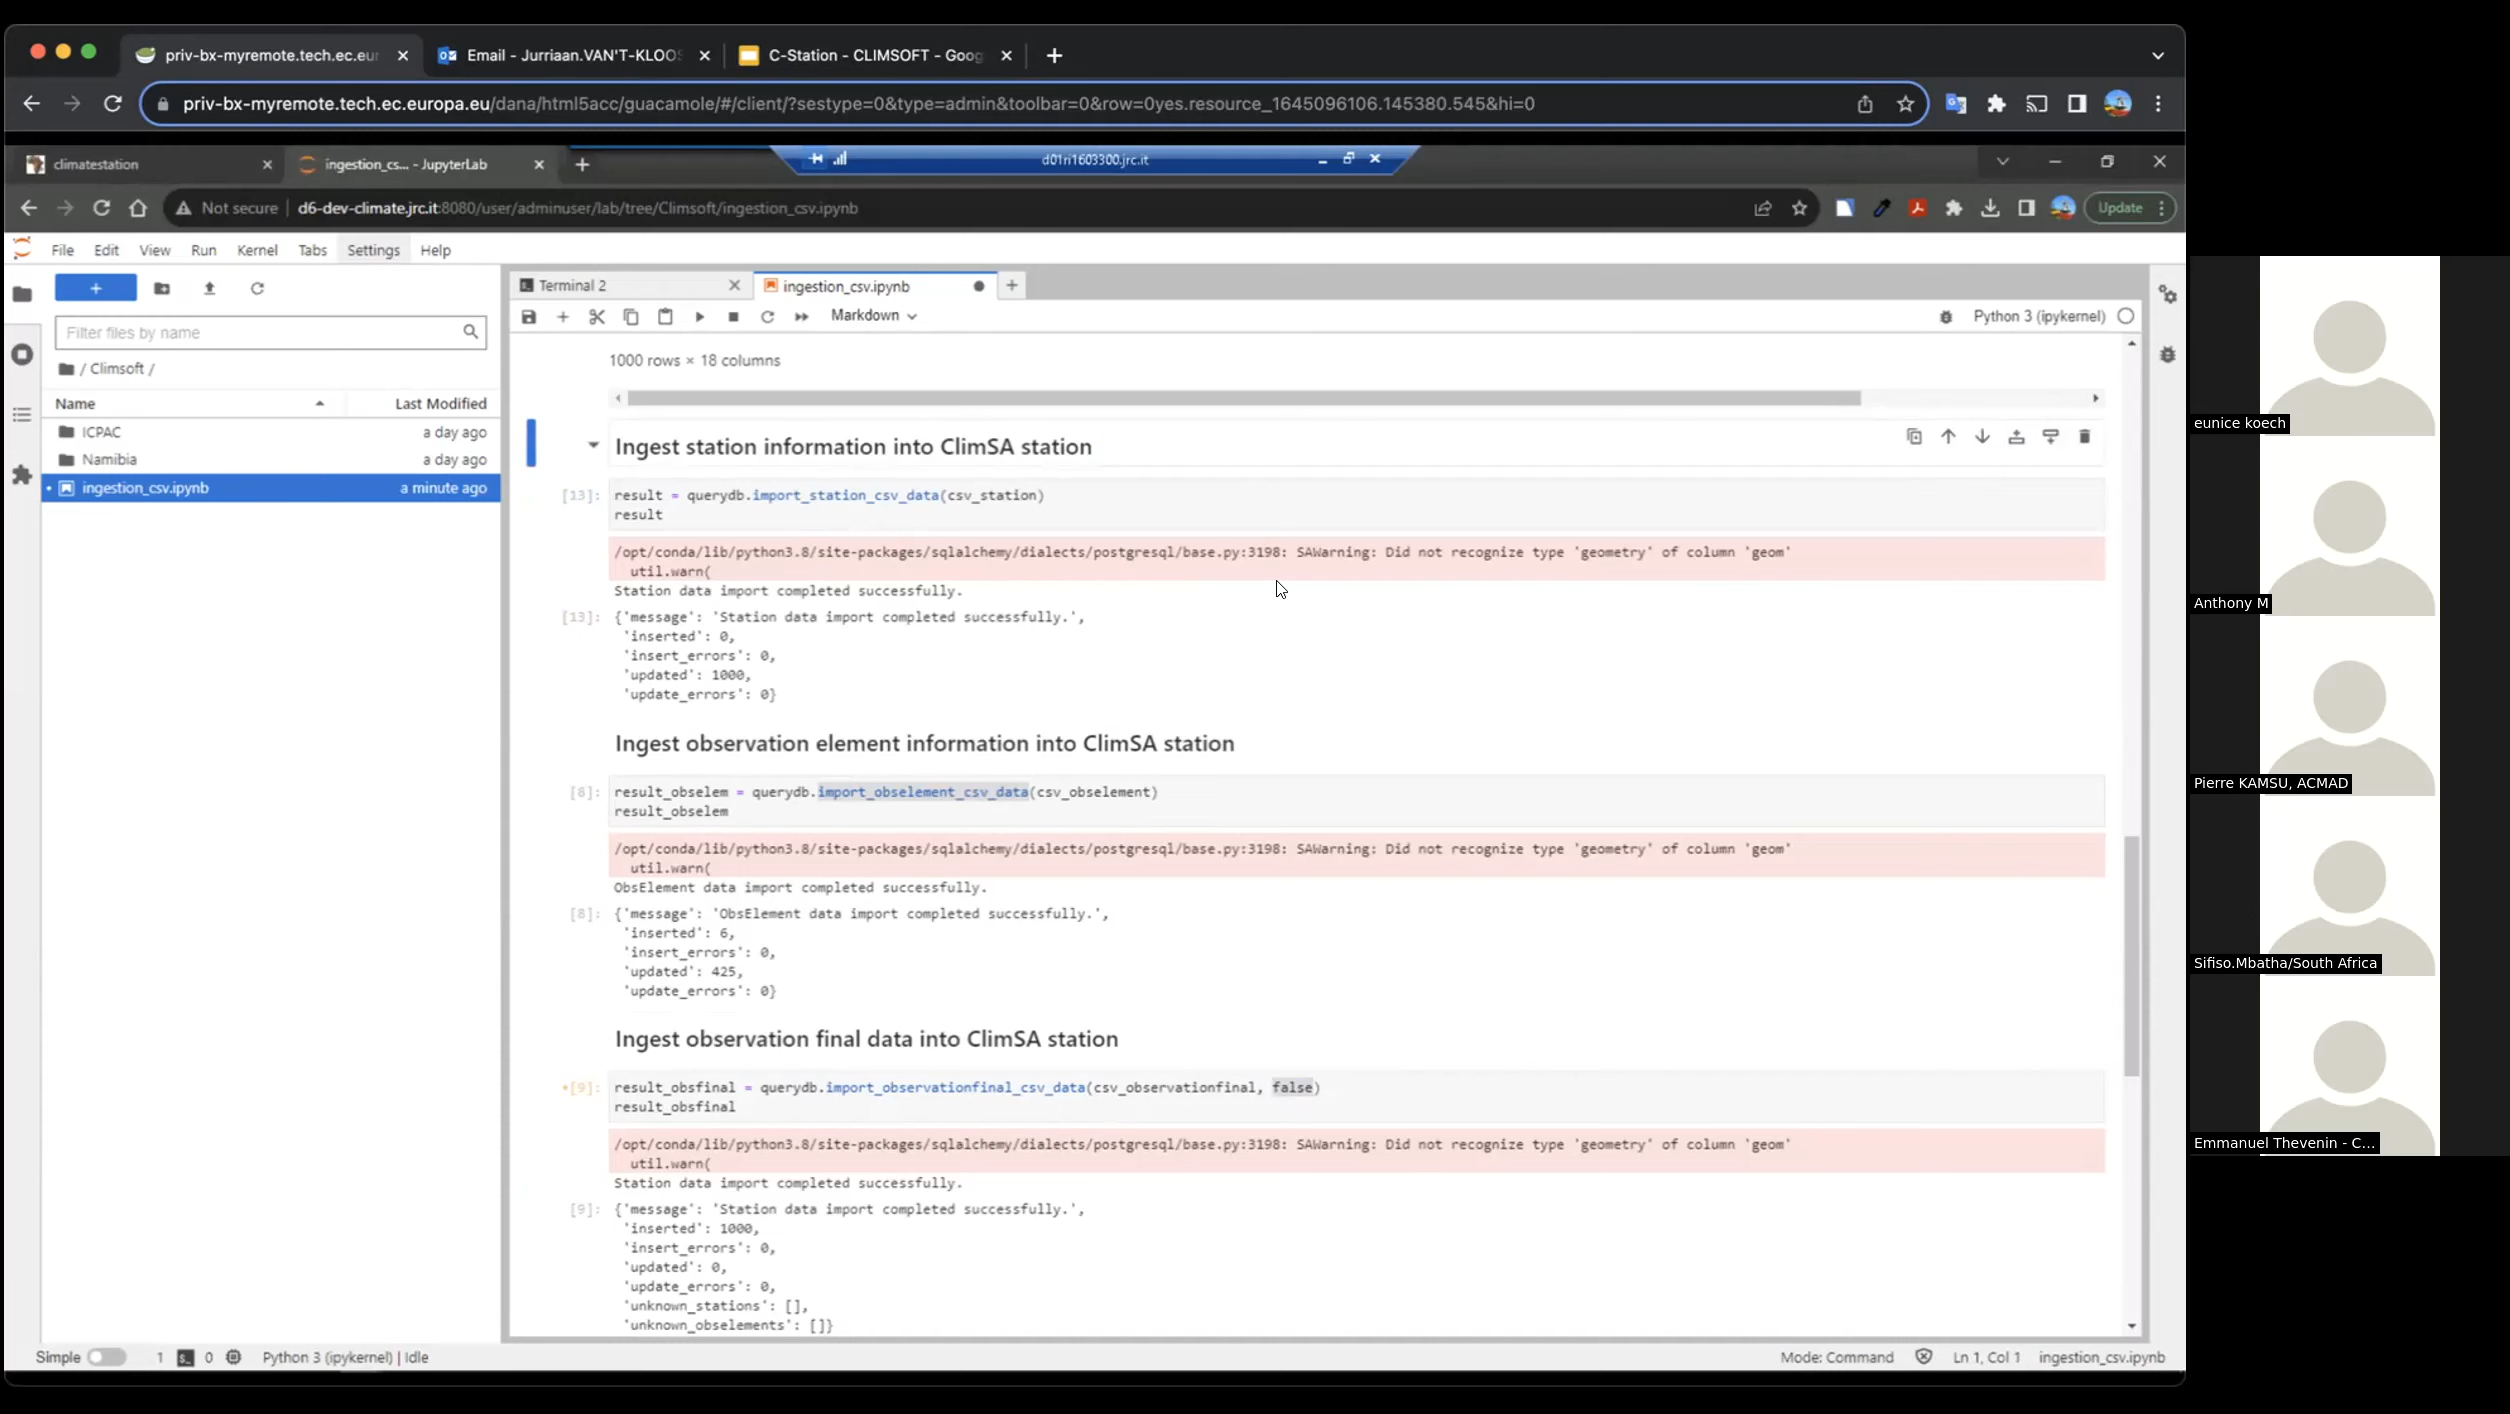 priv-bx-myremote.tech.ec.eur
Email - Jurriaan.VAN'T-KLOOS
C-Station - CLIMSOFT - Goog
priv-bx-myremote.tech.ec.europa.eu/dana/html5acc/guacamole/#/client/?sestype=0&type=admin&toolbar=0&row=0yes.resource_1645096106.145380.545&hi=0
climatestation
ingestion_cs... - JupyterLab
d01ri1603300.jrc.it
Not secure
d6-dev-climate.jrc.it:8080/user/adminuser/lab/tree/Climsoft/ingestion_csv.ipynb
Update
File Edit View Run Kernel Tabs Settings Help
Filter files by name
/ Climsoft /
Name Last Modified
ICPAC a day ago
Namibia a day ago
ingestion_csv.ipynb a minute ago
Terminal 2
ingestion_csv.ipynb
Markdown
Python 3 (ipykernel)
1000 rows × 18 columns
Ingest station information into ClimSA station
[13]: result = querydb.import_station_csv_data(csv_station)
result
/opt/conda/lib/python3.8/site-packages/sqlalchemy/dialects/postgresql/base.py:3198: SAWarning: Did not recognize type 'geometry' of column 'geom'
util.warn(
Station data import completed successfully.
[13]: {'message': 'Station data import completed successfully.',
'inserted': 0,
'insert_errors': 0,
'updated': 1000,
'update_errors': 0}
Ingest observation element information into ClimSA station
[8]: result_obselem = querydb.import_obselement_csv_data(csv_obselement)
result_obselem
/opt/conda/lib/python3.8/site-packages/sqlalchemy/dialects/postgresql/base.py:3198: SAWarning: Did not recognize type 'geometry' of column 'geom'
util.warn(
ObsElement data import completed successfully.
[8]: {'message': 'ObsElement data import completed successfully.',
'inserted': 6,
'insert_errors': 0,
'updated': 425,
'update_errors': 0}
Ingest observation final data into ClimSA station
•[9]: result_obsfinal = querydb.import_observationfinal_csv_data(csv_observationfinal, false)
result_obsfinal
/opt/conda/lib/python3.8/site-packages/sqlalchemy/dialects/postgresql/base.py:3198: SAWarning: Did not recognize type 'geometry' of column 'geom'
util.warn(
Station data import completed successfully.
[9]: {'message': 'Station data import completed successfully.',
'inserted': 1000,
'insert_errors': 0,
'updated': 0,
'update_errors': 0,
'unknown_stations': [],
'unknown_obselements': []}
Simple 1 0 Python 3 (ipykernel) | Idle
Mode: Command Ln 1, Col 1 ingestion_csv.ipynb
eunice koech
Anthony M
Pierre KAMSU, ACMAD
Sifiso.Mbatha/South Africa
Emmanuel Thevenin - C...